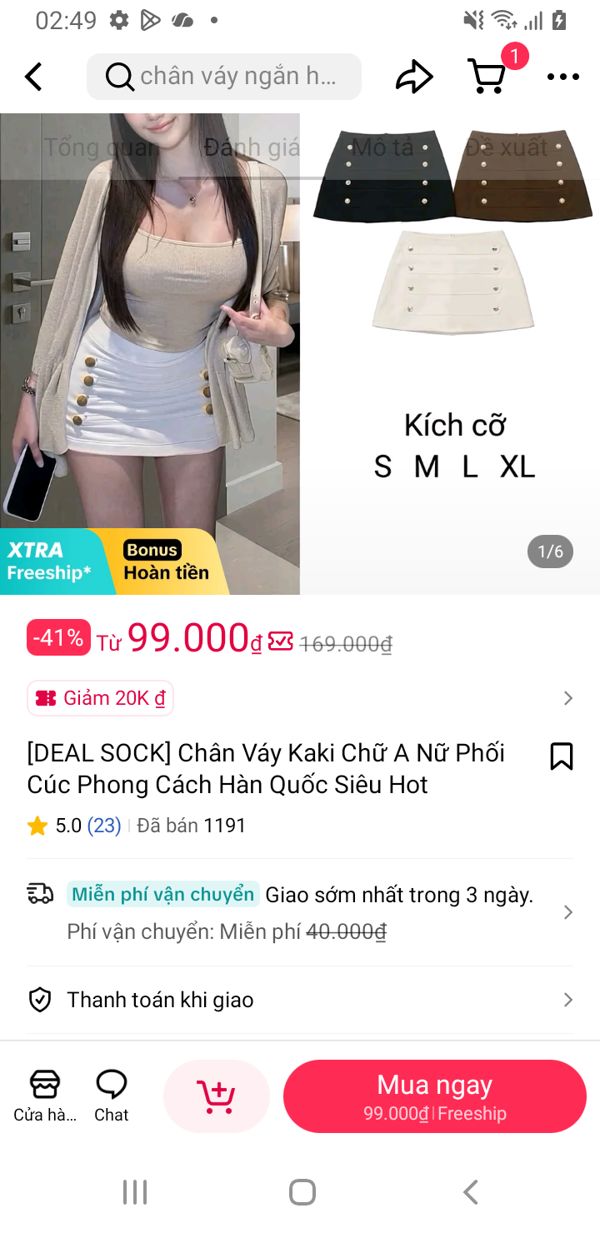 02:49
1
chân váy ngắn h...
Tổng quan Đánh giá Mô tả Đề xuất
Kích cỡ
S M L XL
XTRA
Freeship*
Bonus
Hoàn tiền
1/6
-41% Từ 99.000₫ 169.000₫
Giảm 20K ₫
[DEAL SOCK] Chân Váy Kaki Chữ A Nữ Phối
Cúc Phong Cách Hàn Quốc Siêu Hot
5.0 (23) Đã bán 1191
Miễn phí vận chuyển Giao sớm nhất trong 3 ngày.
Phí vận chuyển: Miễn phí 40.000₫
Thanh toán khi giao
Cửa hà... Chat
Mua ngay
99.000₫ | Freeship